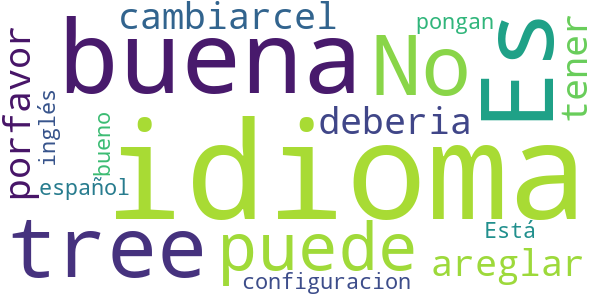 cambiarcel
pongan
Es
buena
No
tener
porfavor
inglés
bueno
deberia
idioma
español
tree
puede
Está
areglar
configuracion